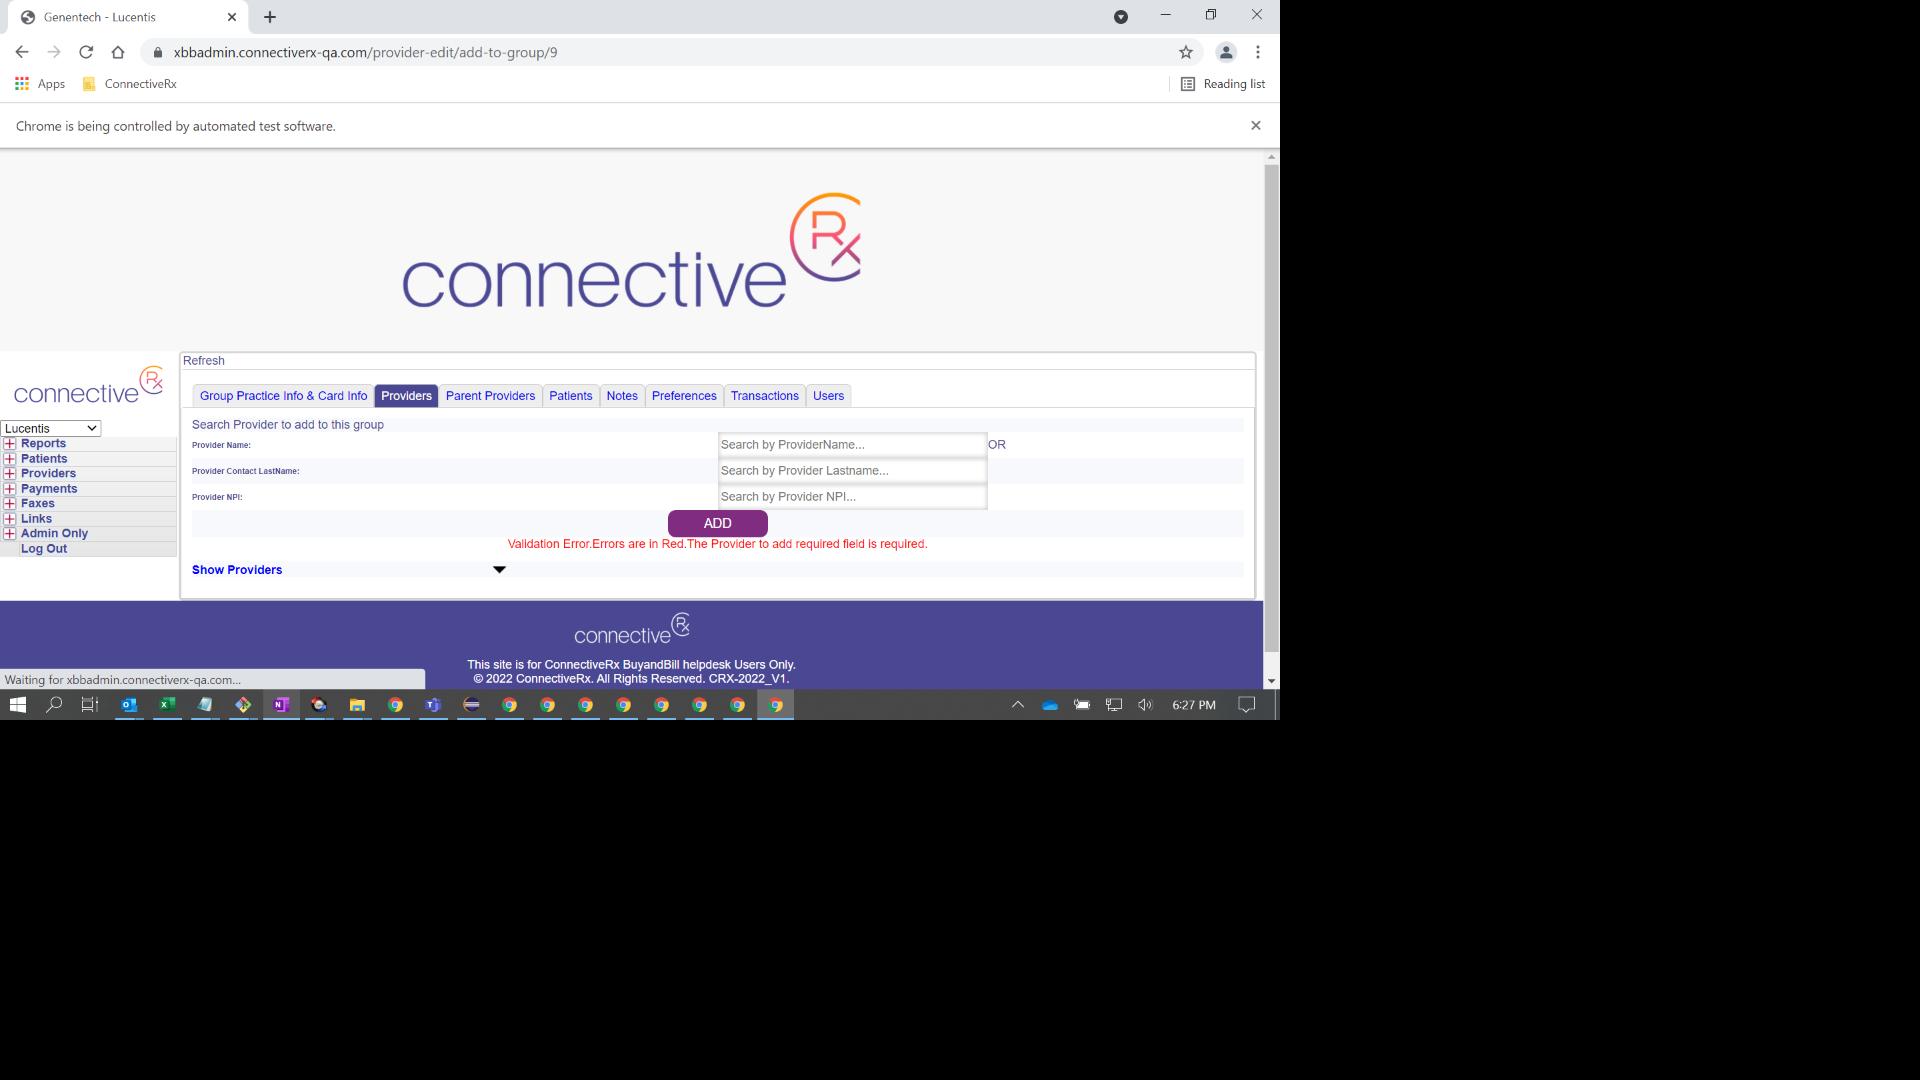 Genentech - Lucentis
xbbadmin.connectiverx-qa.com/provider-edit/add-to-group/9
Apps ConnectiveRx Reading list
Chrome is being controlled by automated test software.
connective Rx
connective Rx
Lucentis
Reports
Patients
Providers
Payments
Faxes
Links
Admin Only
Log Out
Refresh
Group Practice Info & Card Info Providers Parent Providers Patients Notes Preferences Transactions Users
Search Provider to add to this group
Provider Name: Search by ProviderName... OR
Provider Contact LastName: Search by Provider Lastname...
Provider NPI: Search by Provider NPI...
ADD
Validation Error.Errors are in Red.The Provider to add required field is required.
Show Providers
connective Rx
This site is for ConnectiveRx BuyandBill helpdesk Users Only.
© 2022 ConnectiveRx. All Rights Reserved. CRX-2022_V1.
Waiting for xbbadmin.connectiverx-qa.com...
6:27 PM